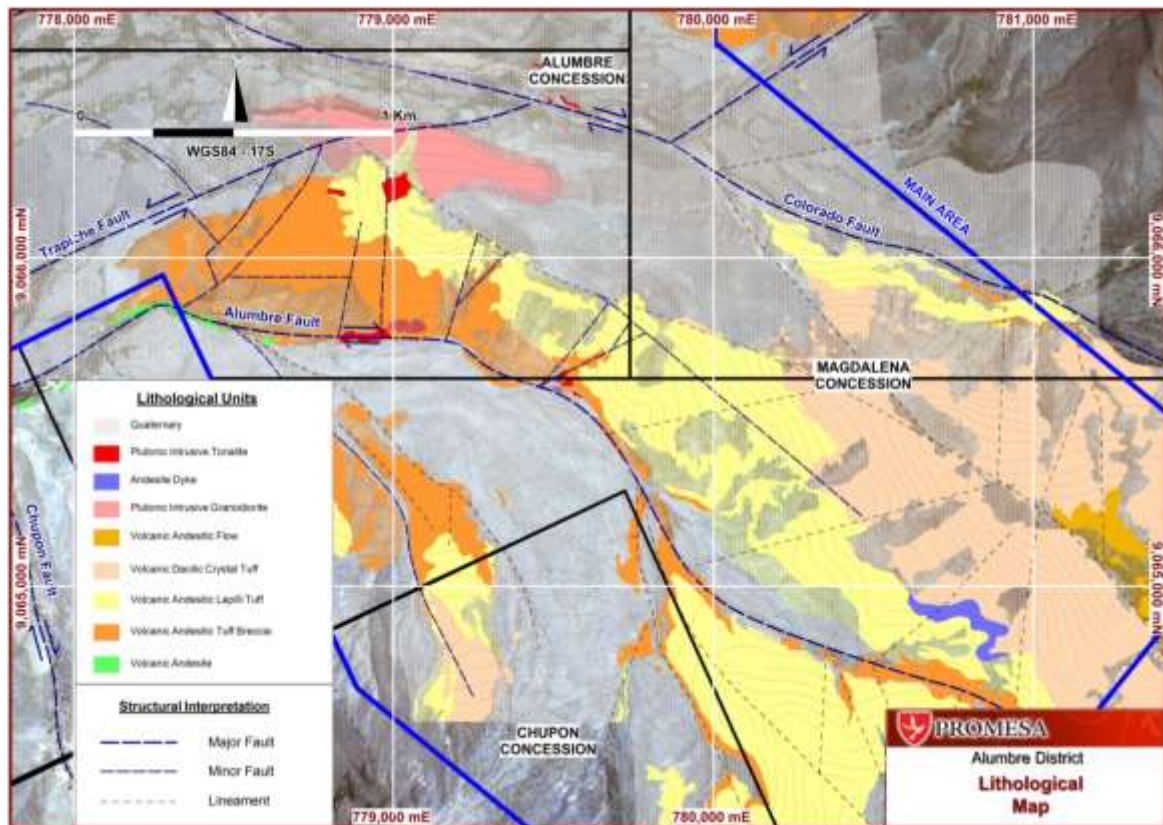 778,000 mE
779,000 mE
780,000 mE
781,000 mE
ALUMBRE
CONCESSION
0
1 Km
WGS84 - 17S
MAIN AREA
Colorado Fault
Trapiche Fault
9,066,000 mN
9,066,000 mN
Alumbre Fault
MAGDALENA
CONCESSION
Lithological Units
Quaternary
Plutonic Intrusive Tonalite
Andesite Dyke
Plutonic Intrusive Granodiorite
Volcanic Andesitic Flow
Volcanic Dacitic Crystal Tuff
Volcanic Andesitic Lapilli Tuff
Volcanic Andesitic Tuff Breccia
Volcanic Andesite
Chupon Fault
9,065,000 mN
9,065,000 mN
Structural Interpretation
Major Fault
Minor Fault
Lineament
CHUPON
CONCESSION
PROMESA
Alumbre District
Lithological
Map
779,000 mE
780,000 mE